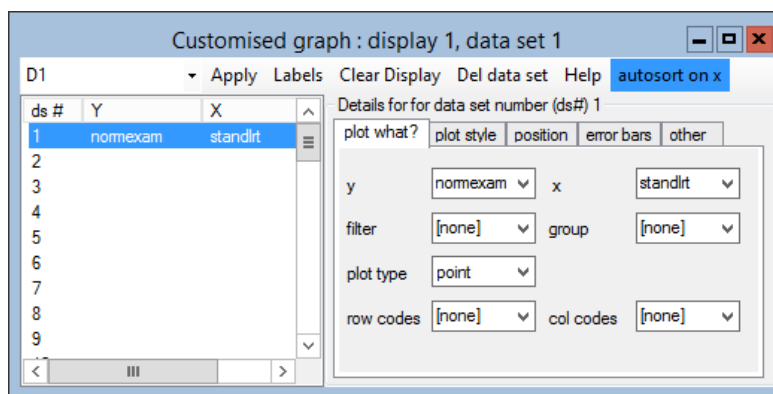 Customised graph : display 1, data set 1
D1 Apply Labels Clear Display Del data set Help autosort on x
ds # Y X
1 normexam standlrt
2
3
4
5
6
7
8
9
Details for for data set number (ds#) 1
plot what? plot style position error bars other
y normexam x standlrt
filter [none] group [none]
plot type point
row codes [none] col codes [none]